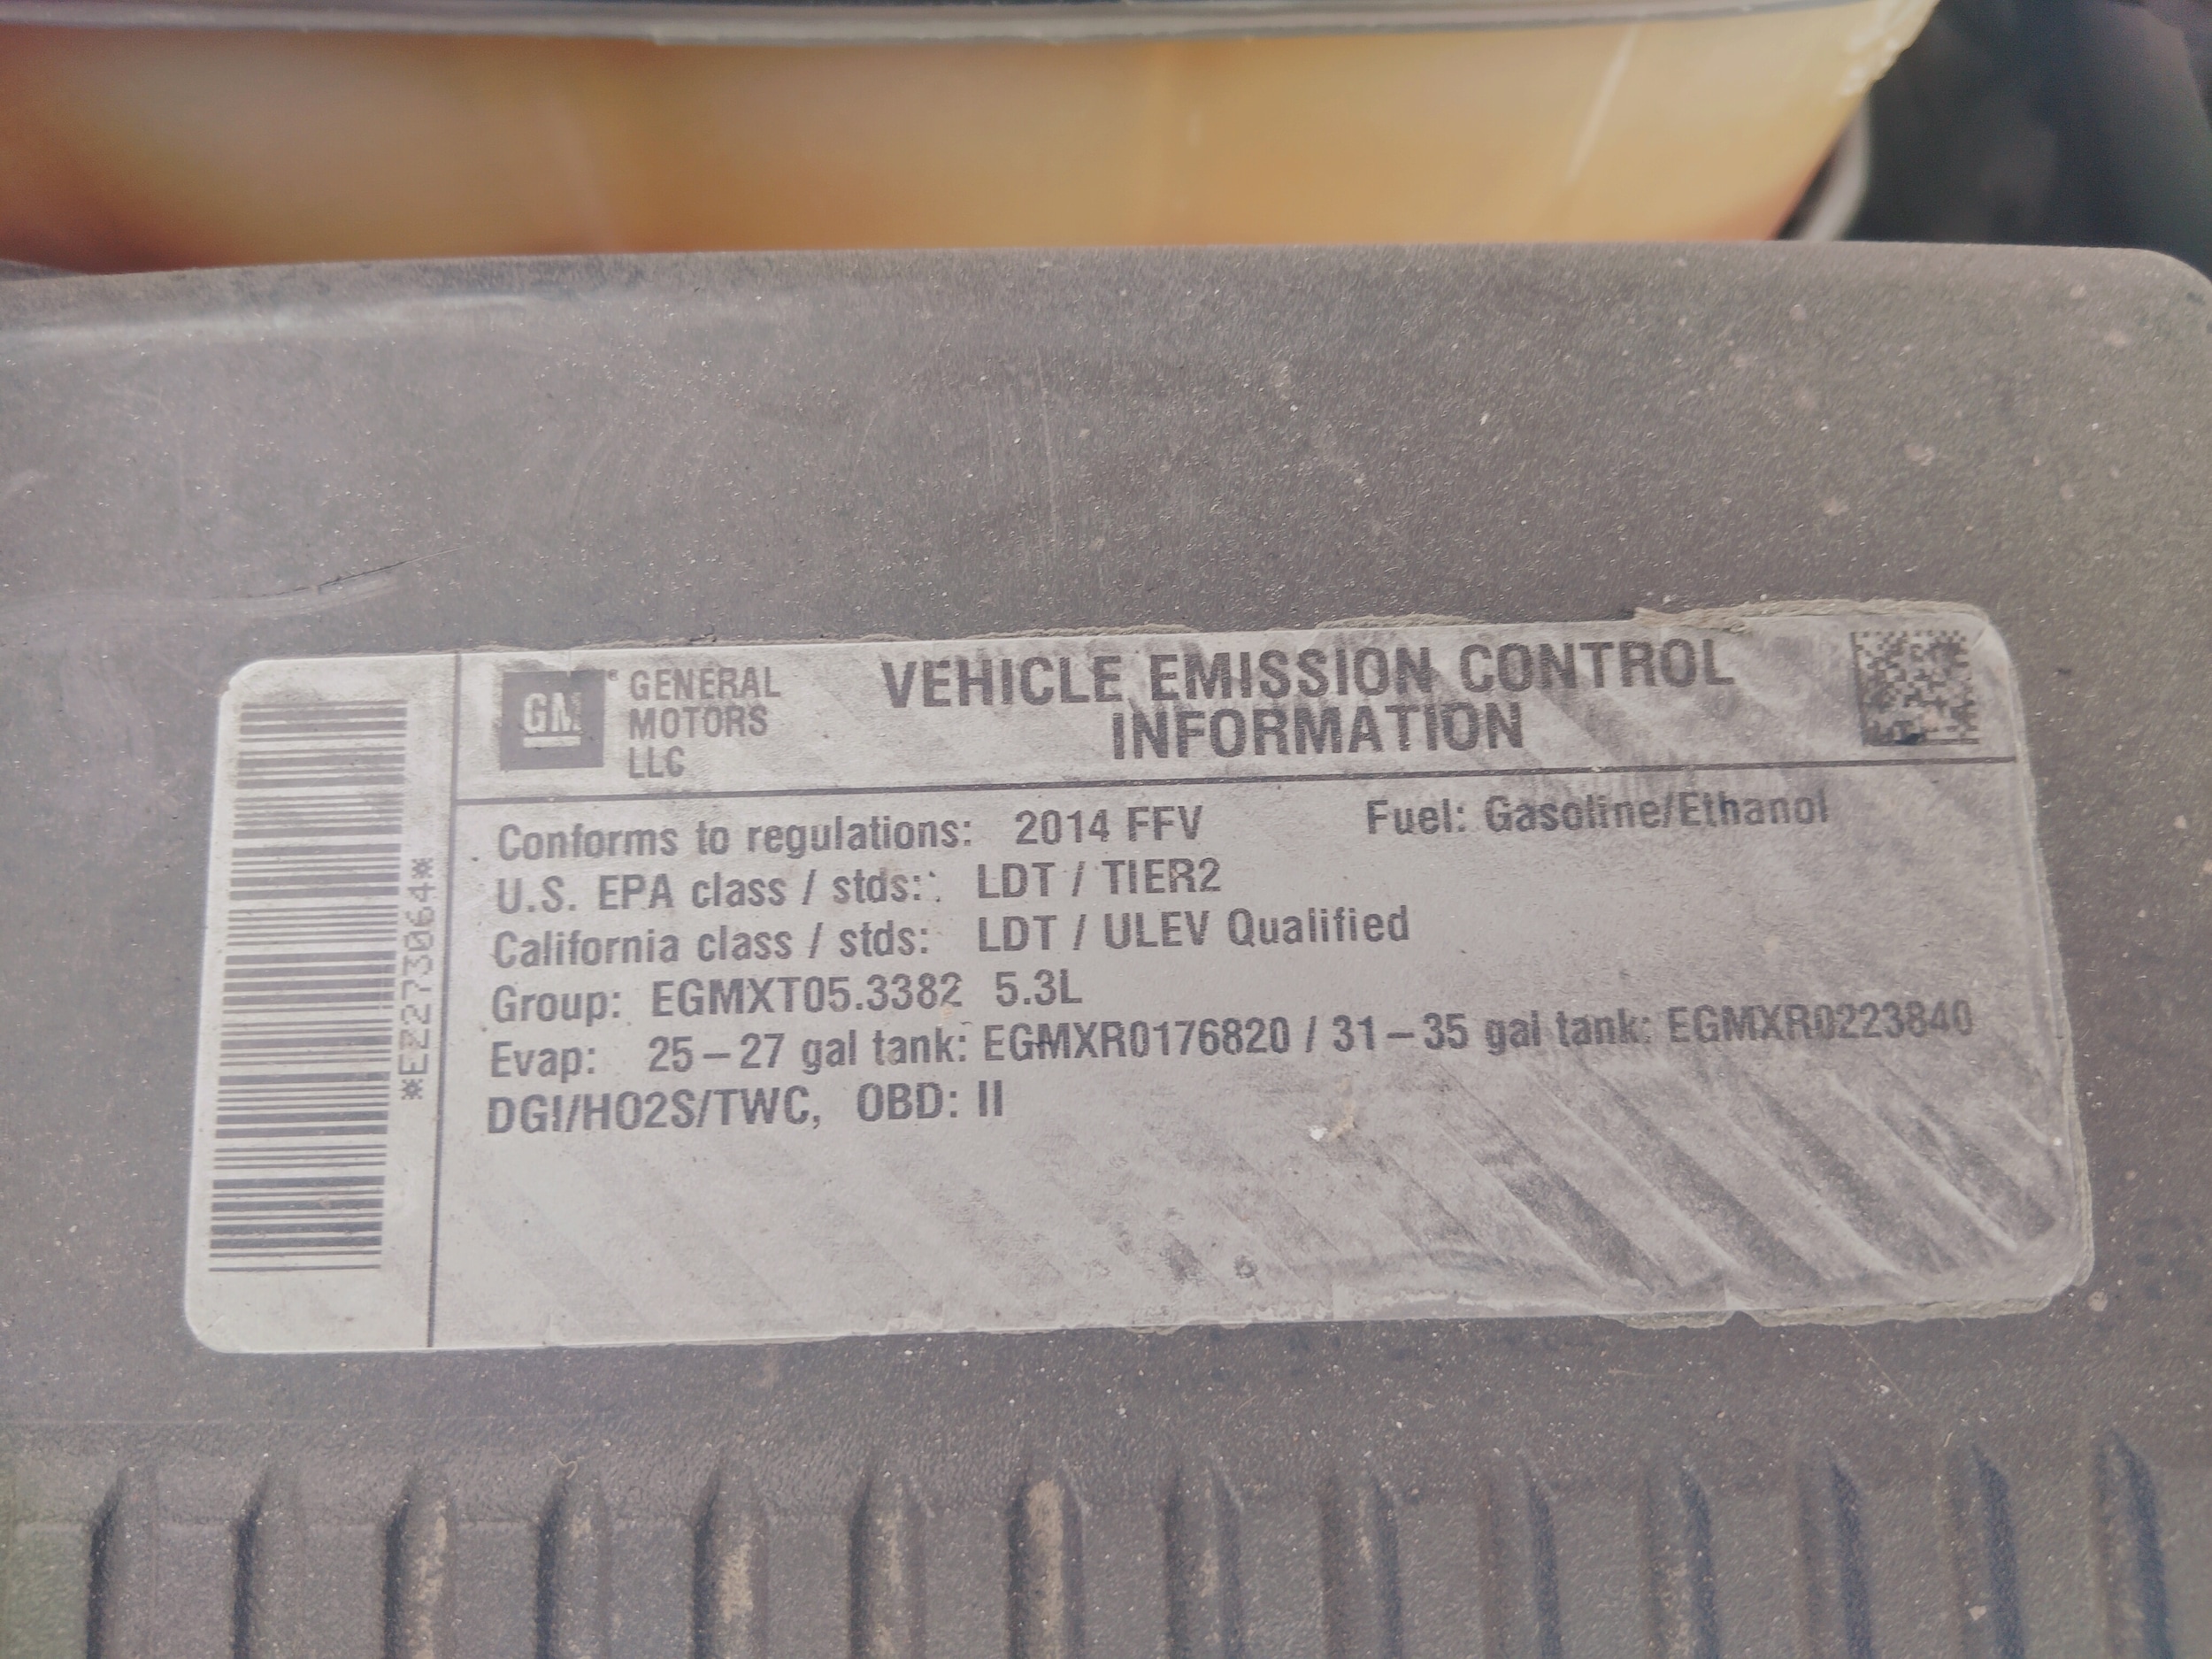 GM
GENERAL
MOTORS
LLC
VEHICLE EMISSION CONTROL
INFORMATION
Conforms to regulations: 2014 FFV Fuel: Gasoline/Ethanol
U.S. EPA class / stds: LDT / TIER2
California class / stds: LDT / ULEV Qualified
Group: EGMXT05.3382 5.3L
Evap: 25–27 gal tank: EGMXR0176820 / 31–35 gal tank: EGMXR0223840
DGI/HO2S/TWC, OBD: II
*EZ2273064*